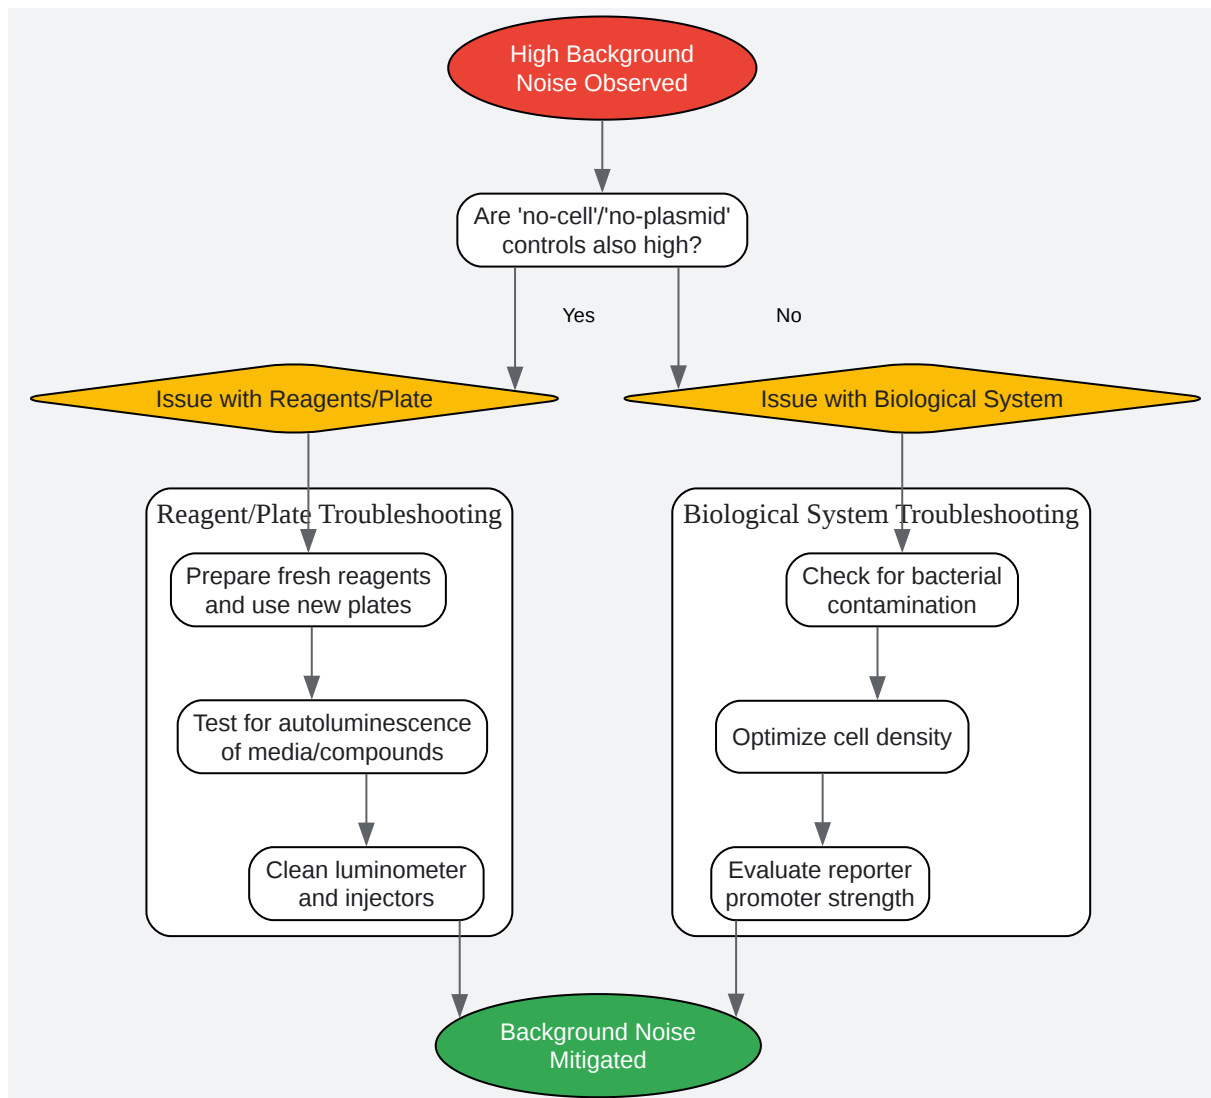 High Background
Noise Observed
Are 'no-cell'/'no-plasmid'
controls also high?
Yes
No
Issue with Reagents/Plate
Issue with Biological System
Reagent/Plate Troubleshooting
Prepare fresh reagents
and use new plates
Test for autoluminescence
of media/compounds
Clean luminometer
and injectors
Biological System Troubleshooting
Check for bacterial
contamination
Optimize cell density
Evaluate reporter
promoter strength
Background Noise
Mitigated